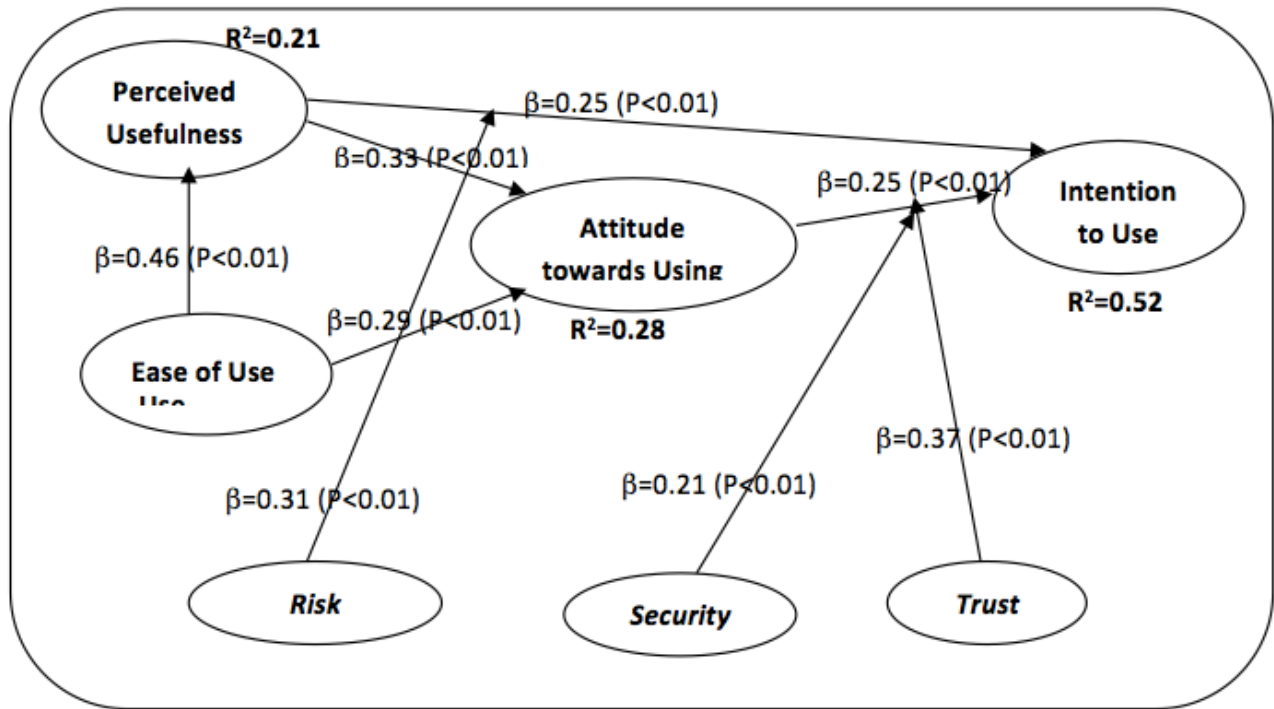 R²=0.21
Perceived
Usefulness
β=0.25 (P<0.01)
β=0.33 (P<0.01)
β=0.25 (P<0.01)
Intention
to Use
Attitude
towards Using
β=0.46 (P<0.01)
R²=0.52
β=0.29 (P<0.01)
R²=0.28
Ease of Use
Use
β=0.37 (P<0.01)
β=0.21 (P<0.01)
β=0.31 (P<0.01)
Risk
Security
Trust